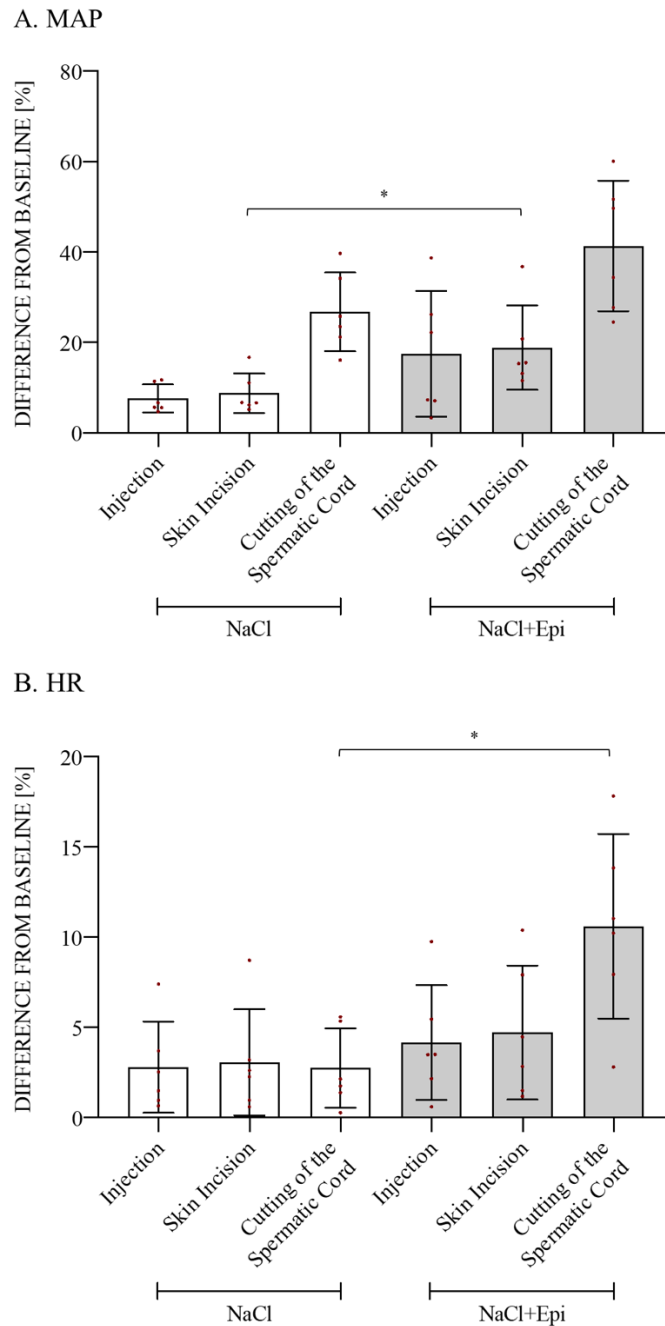 A. MAP
DIFFERENCE FROM BASELINE [%]
80
60
40
20
0
*
Injection
Skin Incision
Cutting of the
Spermatic Cord
Injection
Skin Incision
Cutting of the
Spermatic Cord
NaCl
NaCl+Epi
B. HR
DIFFERENCE FROM BASELINE [%]
20
15
10
5
0
*
Injection
Skin Incision
Cutting of the
Spermatic Cord
Injection
Skin Incision
Cutting of the
Spermatic Cord
NaCl
NaCl+Epi